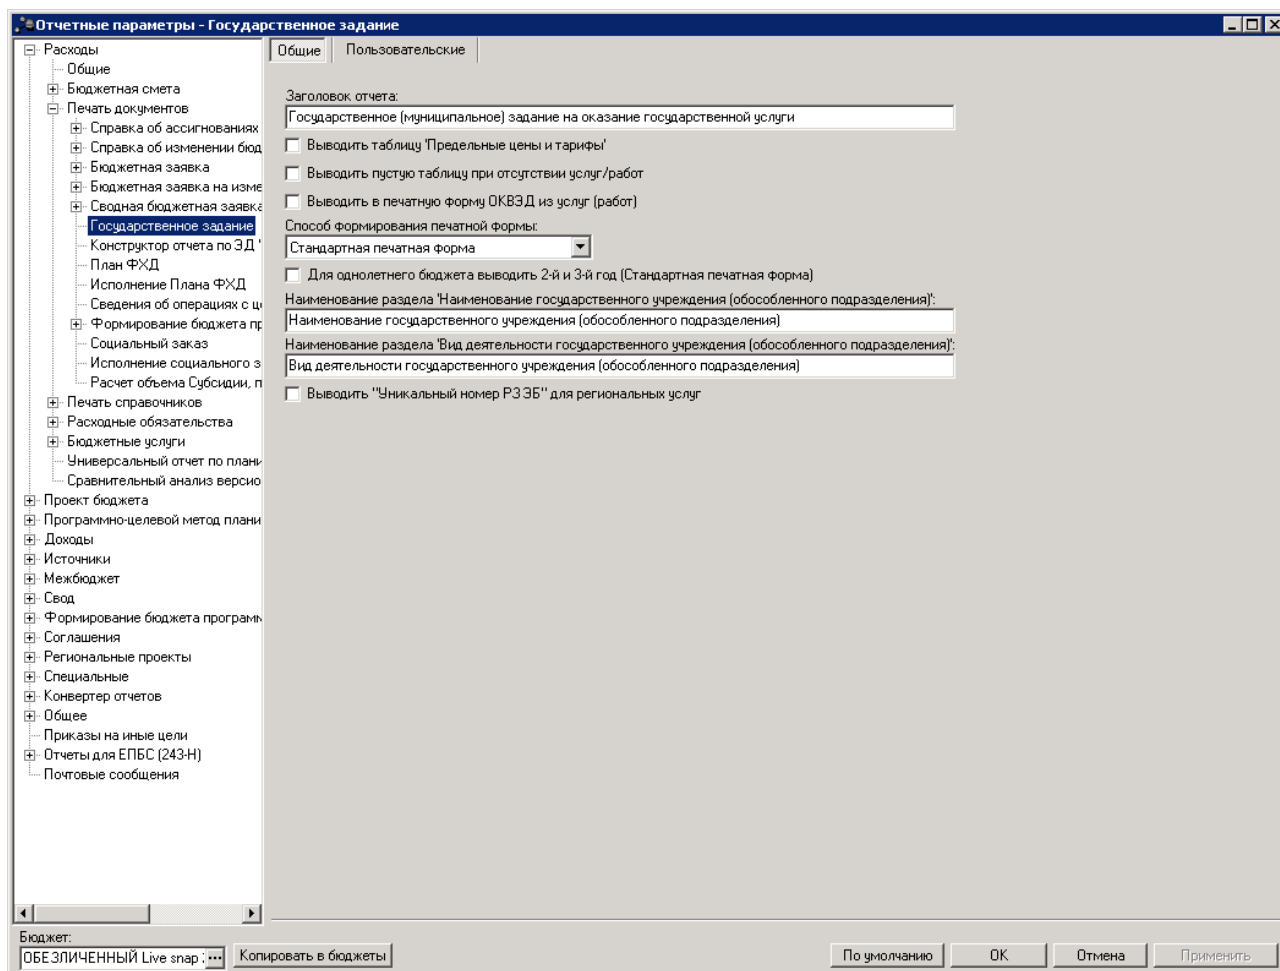 Отчетные параметры - Государственное задание
Расходы
Общие
Бюджетная смета
Печать документов
Справка об ассигнованиях
Справка об изменении бюд
Бюджетная заявка
Бюджетная заявка на изме
Сводная бюджетная заявка
Государственное задание
Конструктор отчета по ЭД '
План ФХД
Исполнение Плана ФХД
Сведения об операциях с ц
Формирование бюджета пр
Социальный заказ
Исполнение социального з
Расчет объема Субсидии, п
Печать справочников
Расходные обязательства
Бюджетные услуги
Универсальный отчет по плани
Сравнительный анализ версио
Проект бюджета
Программно-целевой метод плани
Доходы
Источники
Межбюджет
Свод
Формирование бюджета програм
Соглашения
Региональные проекты
Специальные
Конвертер отчетов
Общее
Приказы на иные цели
Отчеты для ЕПБС (243-Н)
Почтовые сообщения
Общие Пользовательские
Заголовок отчета:
Государственное (муниципальное) задание на оказание государственной услуги
Выводить таблицу 'Предельные цены и тарифы'
Выводить пустую таблицу при отсутствии услуг/работ
Выводить в печатную форму ОКВЭД из услуг (работ)
Способ формирования печатной формы:
Стандартная печатная форма
Для однолетнего бюджета выводить 2-й и 3-й год (Стандартная печатная форма)
Наименование раздела 'Наименование государственного учреждения (обособленного подразделения)':
Наименование государственного учреждения (обособленного подразделения)
Наименование раздела 'Вид деятельности государственного учреждения (обособленного подразделения)':
Вид деятельности государственного учреждения (обособленного подразделения)
Выводить "Уникальный номер РЗ ЭБ" для региональных услуг
Бюджет:
ОБЕЗЛИЧЕННЫЙ Live snap ... Копировать в бюджеты По умолчанию OK Отмена Применить